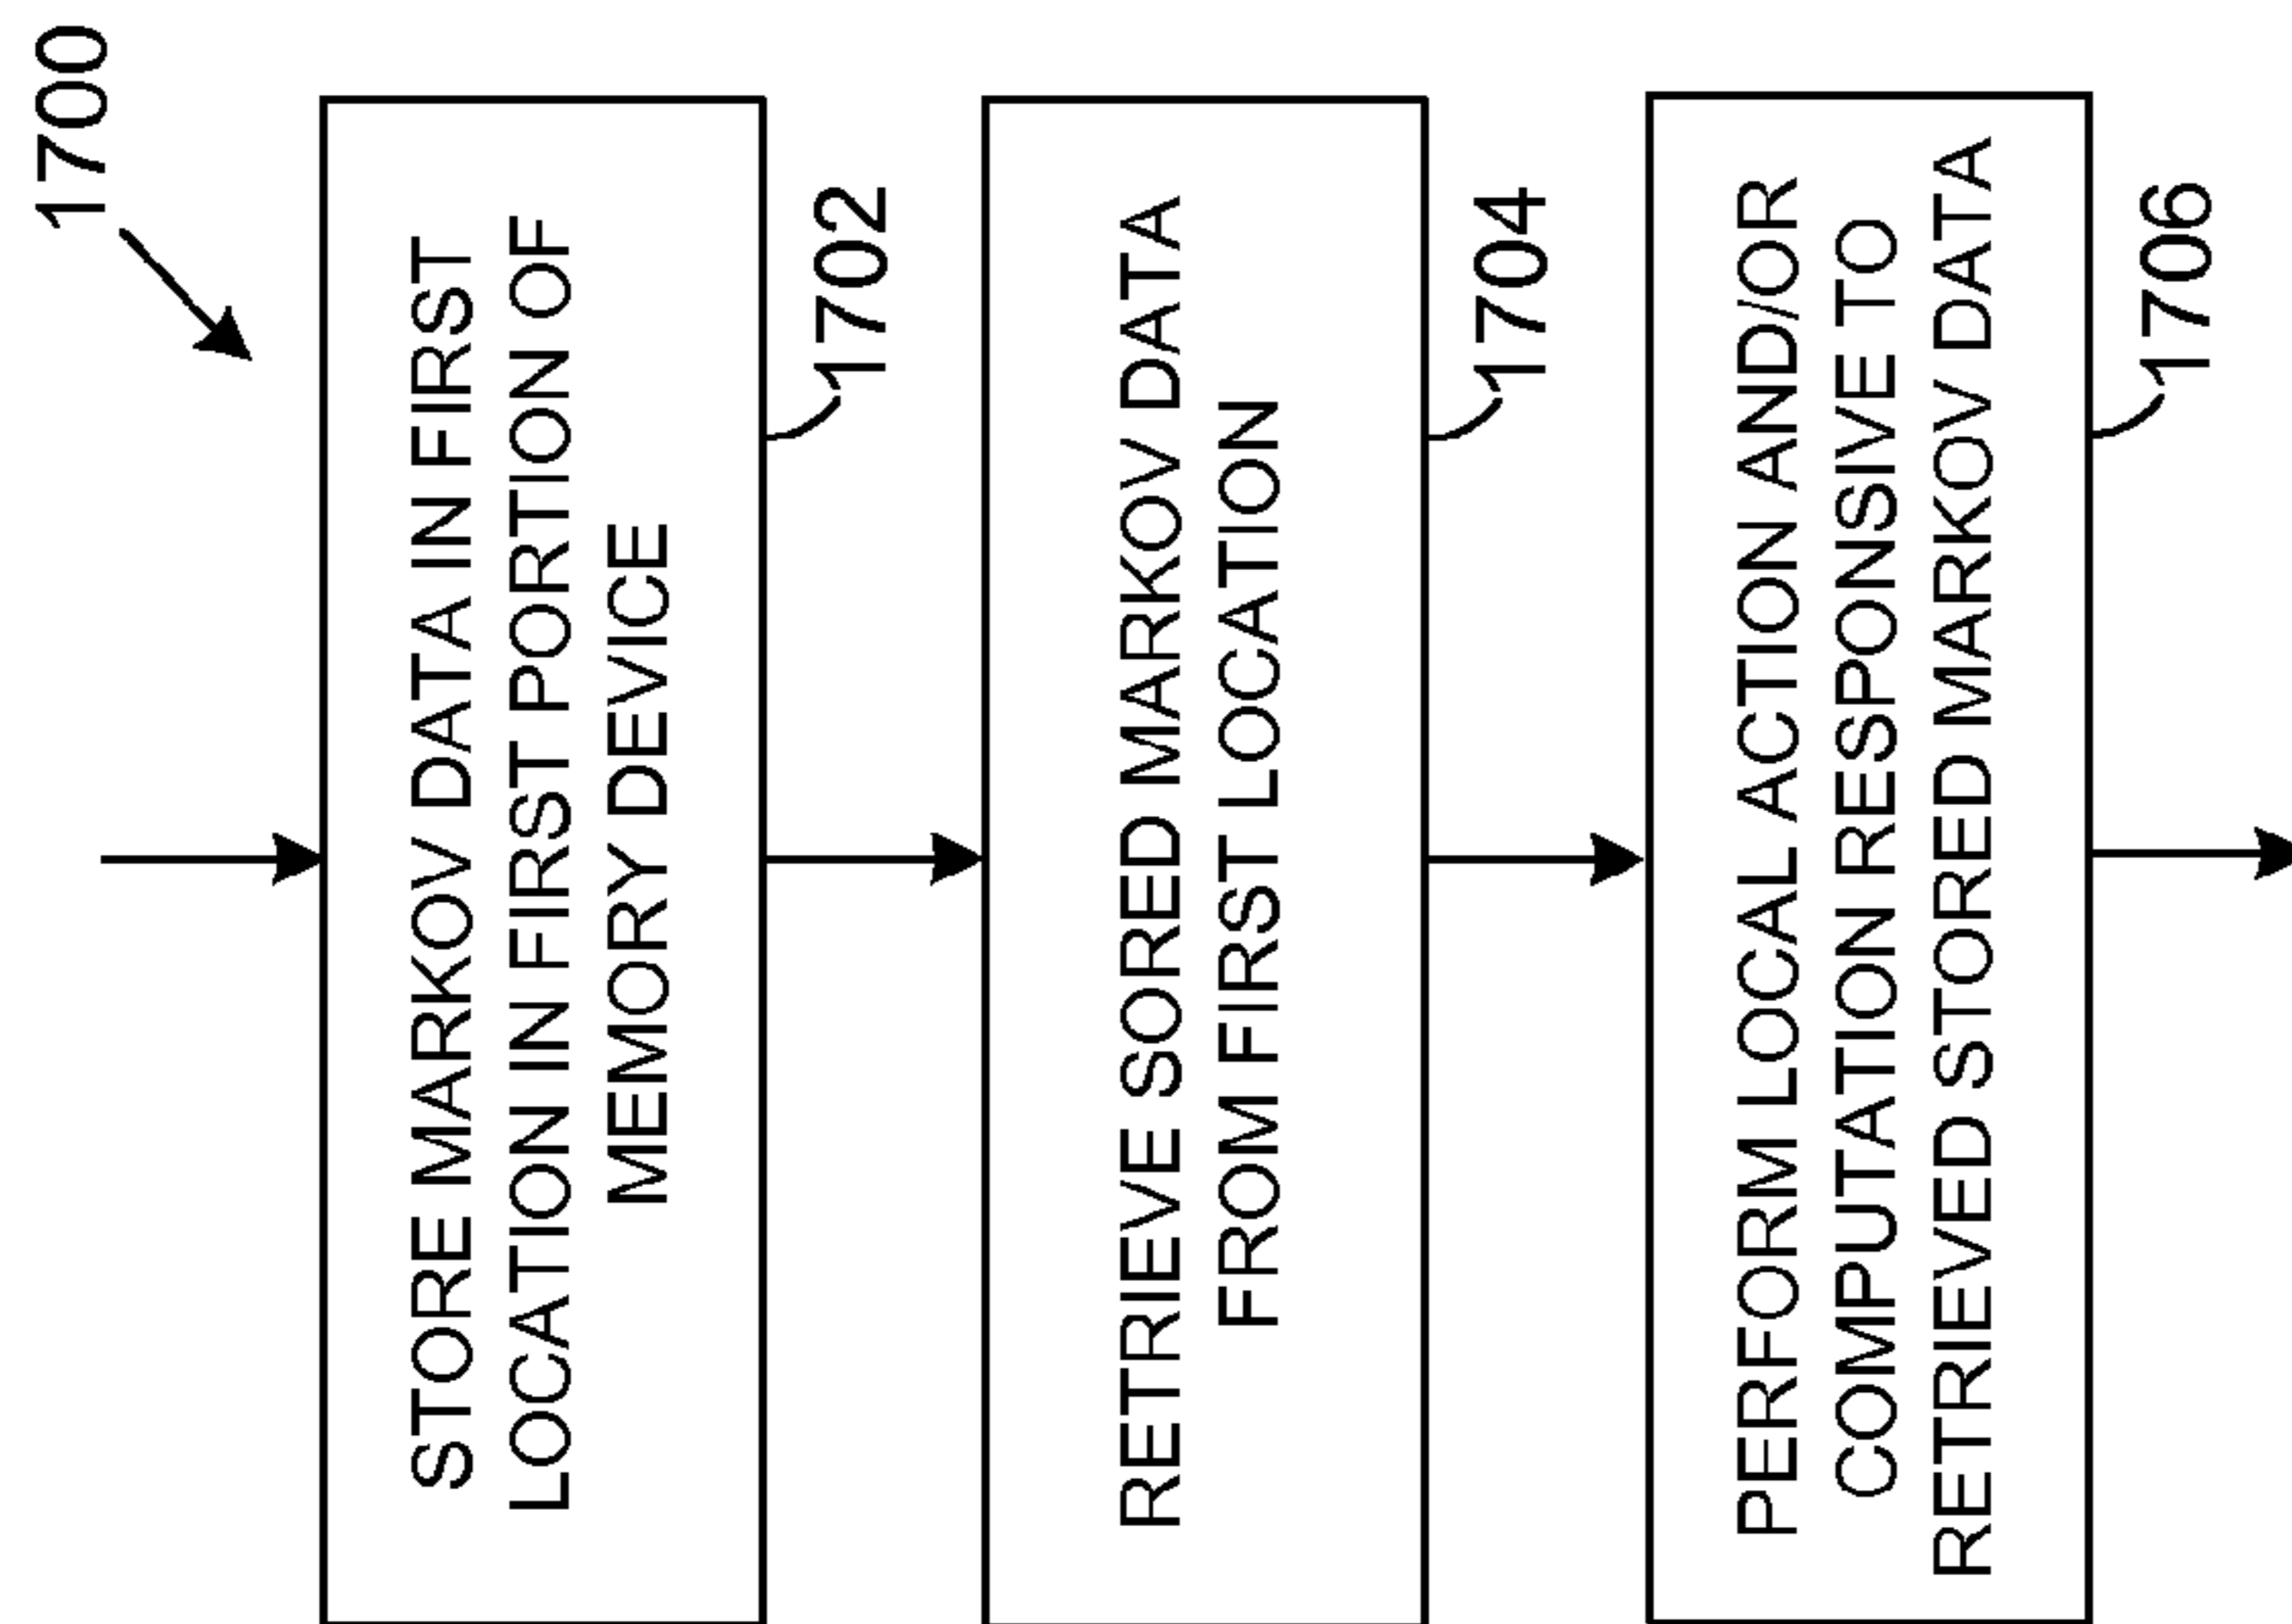 1700
STORE MARKOV DATA IN FIRST
LOCATION IN FIRST PORTION OF
MEMORY DEVICE
1702
RETRIEVE SORED MARKOV DATA
FROM FIRST LOCATION
1704
PERFORM LOCAL ACTION AND/OR
COMPUTATION RESPONSIVE TO
RETRIEVED STORED MARKOV DATA
1706